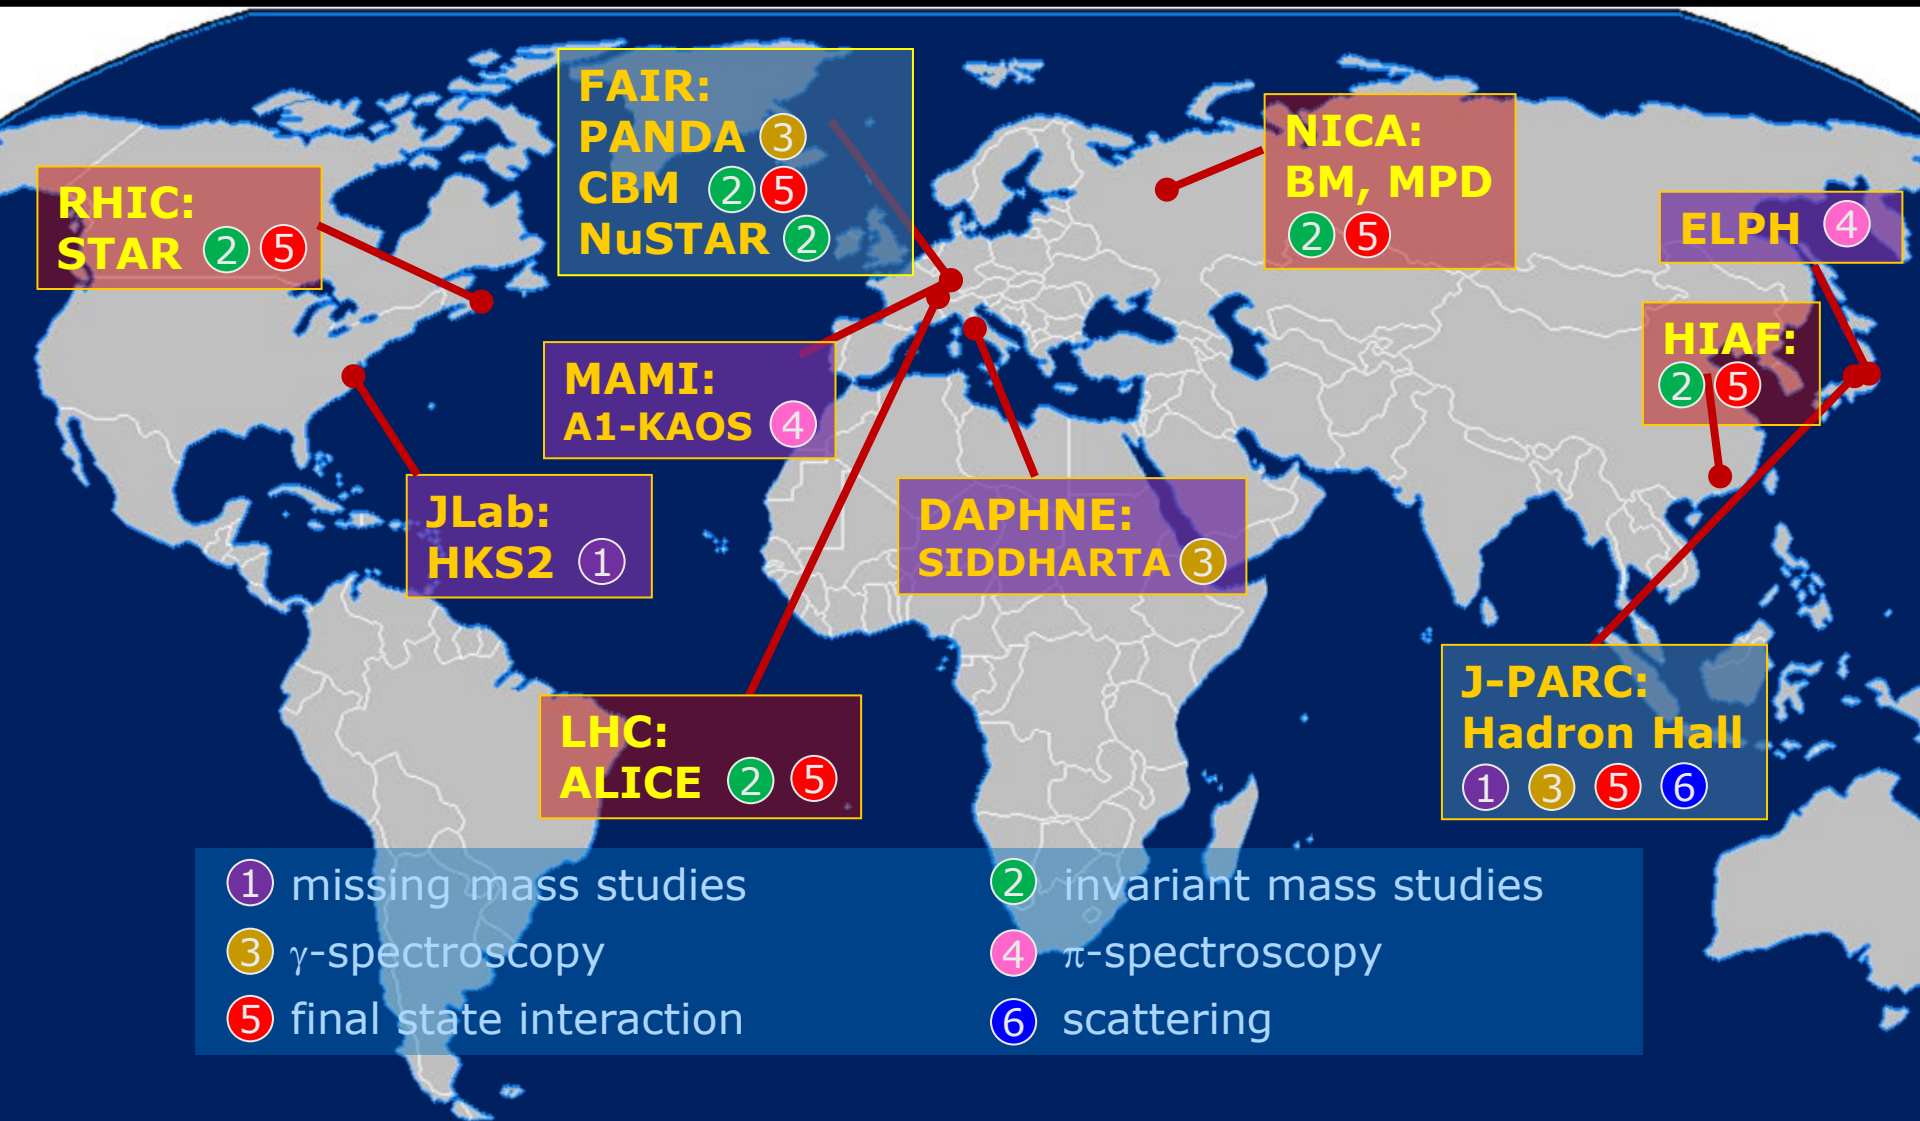 FAIR:
PANDA 3
CBM 2 5
NuSTAR 2
NICA:
BM, MPD
2 5
RHIC:
STAR 2 5
ELPH 4
HIAF:
2 5
MAMI:
A1-KAOS 4
JLab:
HKS2 1
DAPHNE:
SIDDHARTA 3
LHC:
ALICE 2 5
J-PARC:
Hadron Hall
1 3 5 6
1 missing mass studies
2 invariant mass studies
3 γ-spectroscopy
4 π-spectroscopy
5 final state interaction
6 scattering